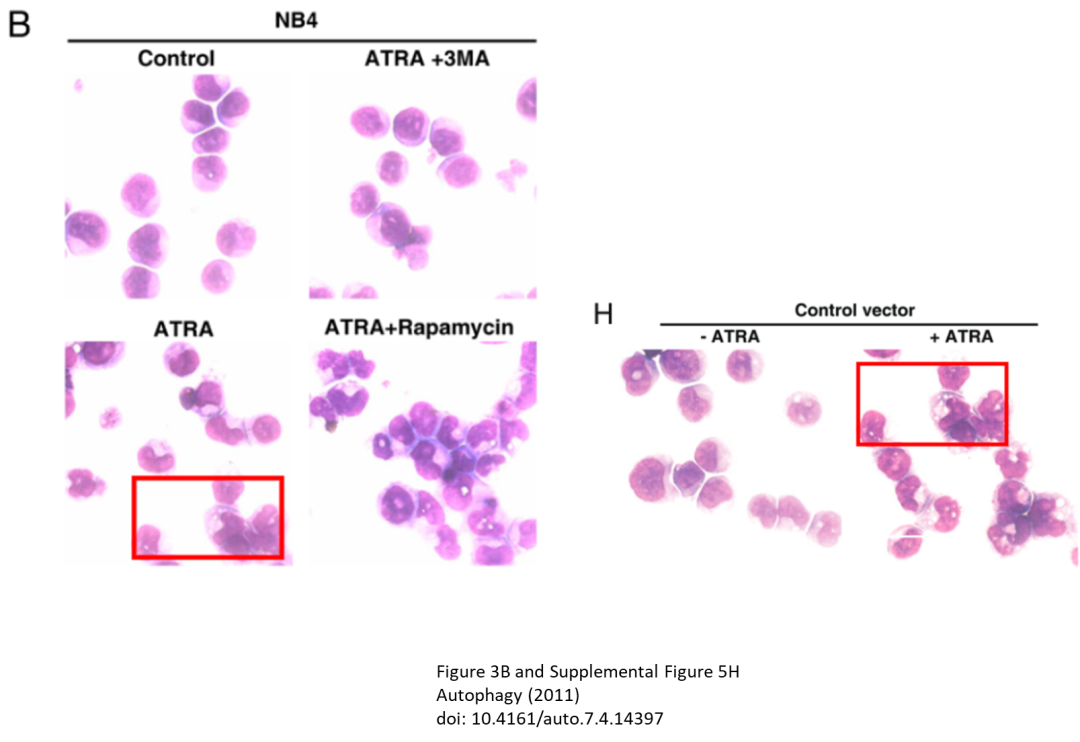 B
NB4
Control
ATRA +3MA
ATRA
ATRA+Rapamycin
H
Control vector
- ATRA
+ ATRA
Figure 3B and Supplemental Figure 5H
Autophagy (2011)
doi: 10.4161/auto.7.4.14397